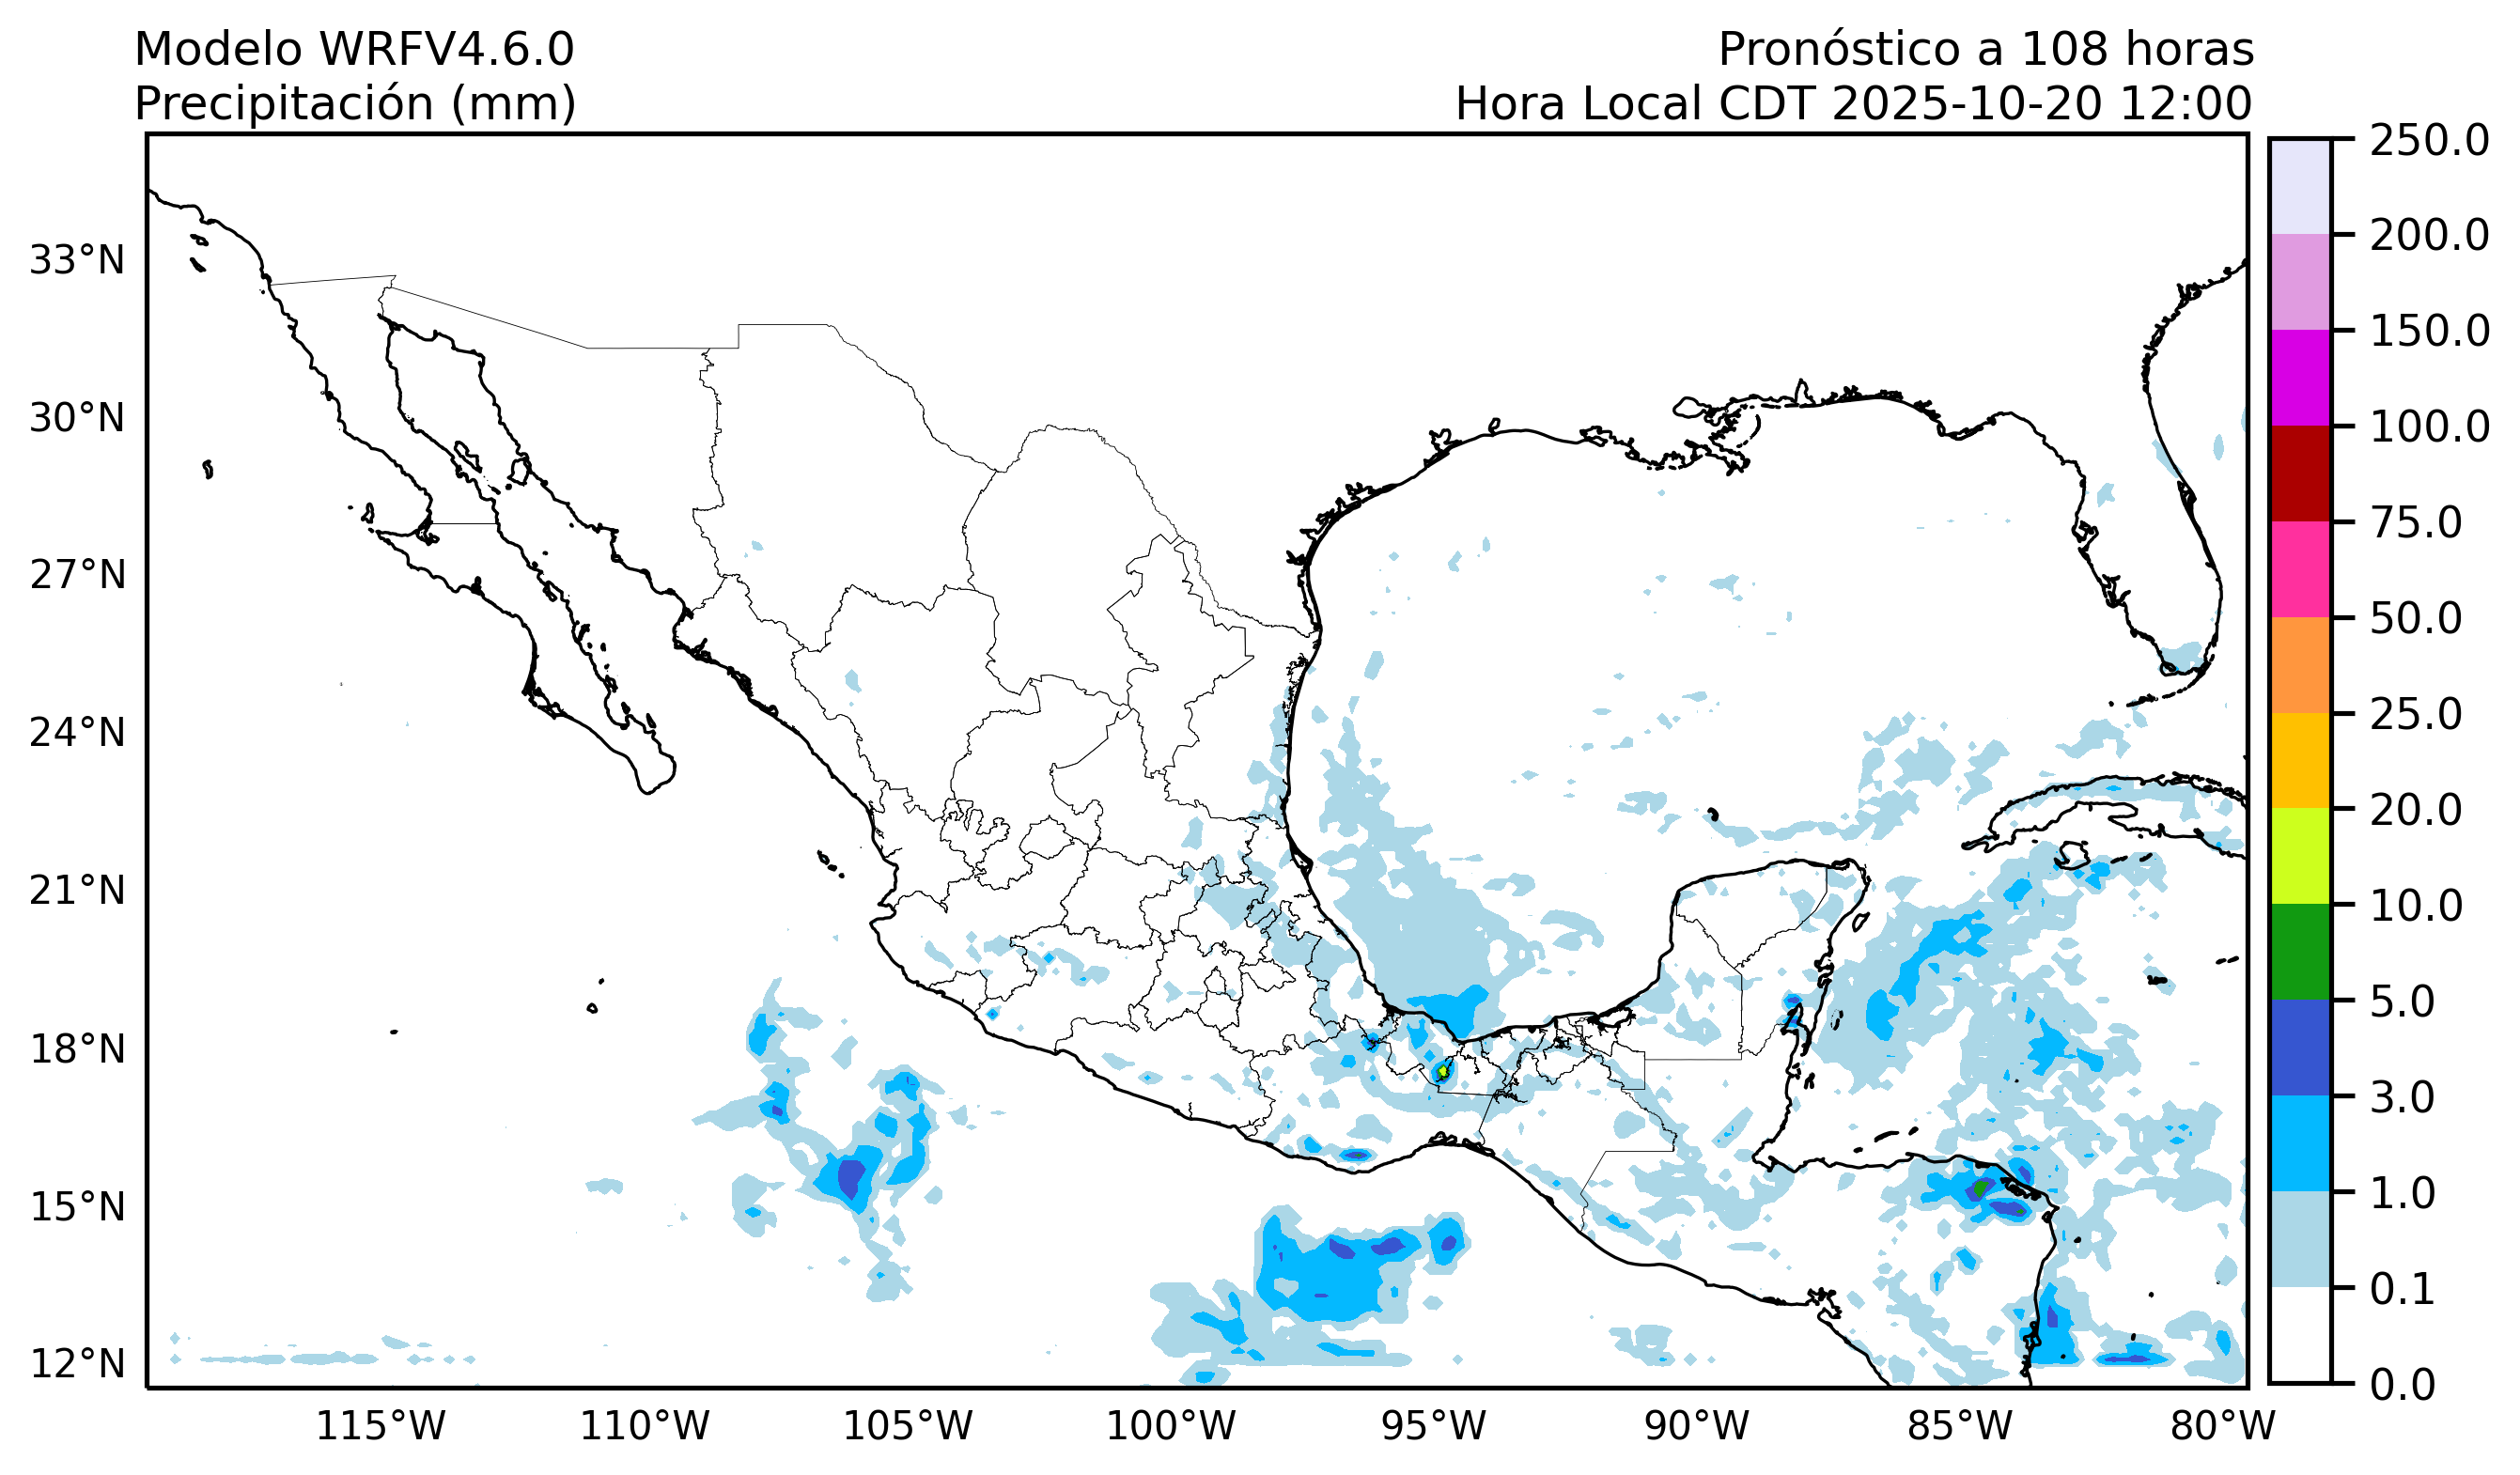 Modelo WRFV4.6.0
Precipitación (mm)
Pronóstico a 108 horas
Hora Local CDT 2025-10-20 12:00
33°N
30°N
27°N
24°N
21°N
18°N
15°N
12°N
115°W
110°W
105°W
100°W
95°W
90°W
85°W
80°W
250.0
200.0
150.0
100.0
75.0
50.0
25.0
20.0
10.0
5.0
3.0
1.0
0.1
0.0